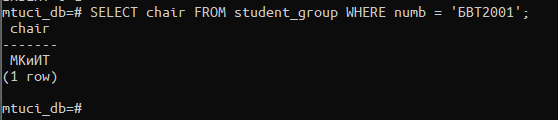 mtuci_db=# SELECT chair FROM student_group WHERE numb = 'БВТ2001';
chair
-------
МКиИТ
(1 row)
mtuci_db=#